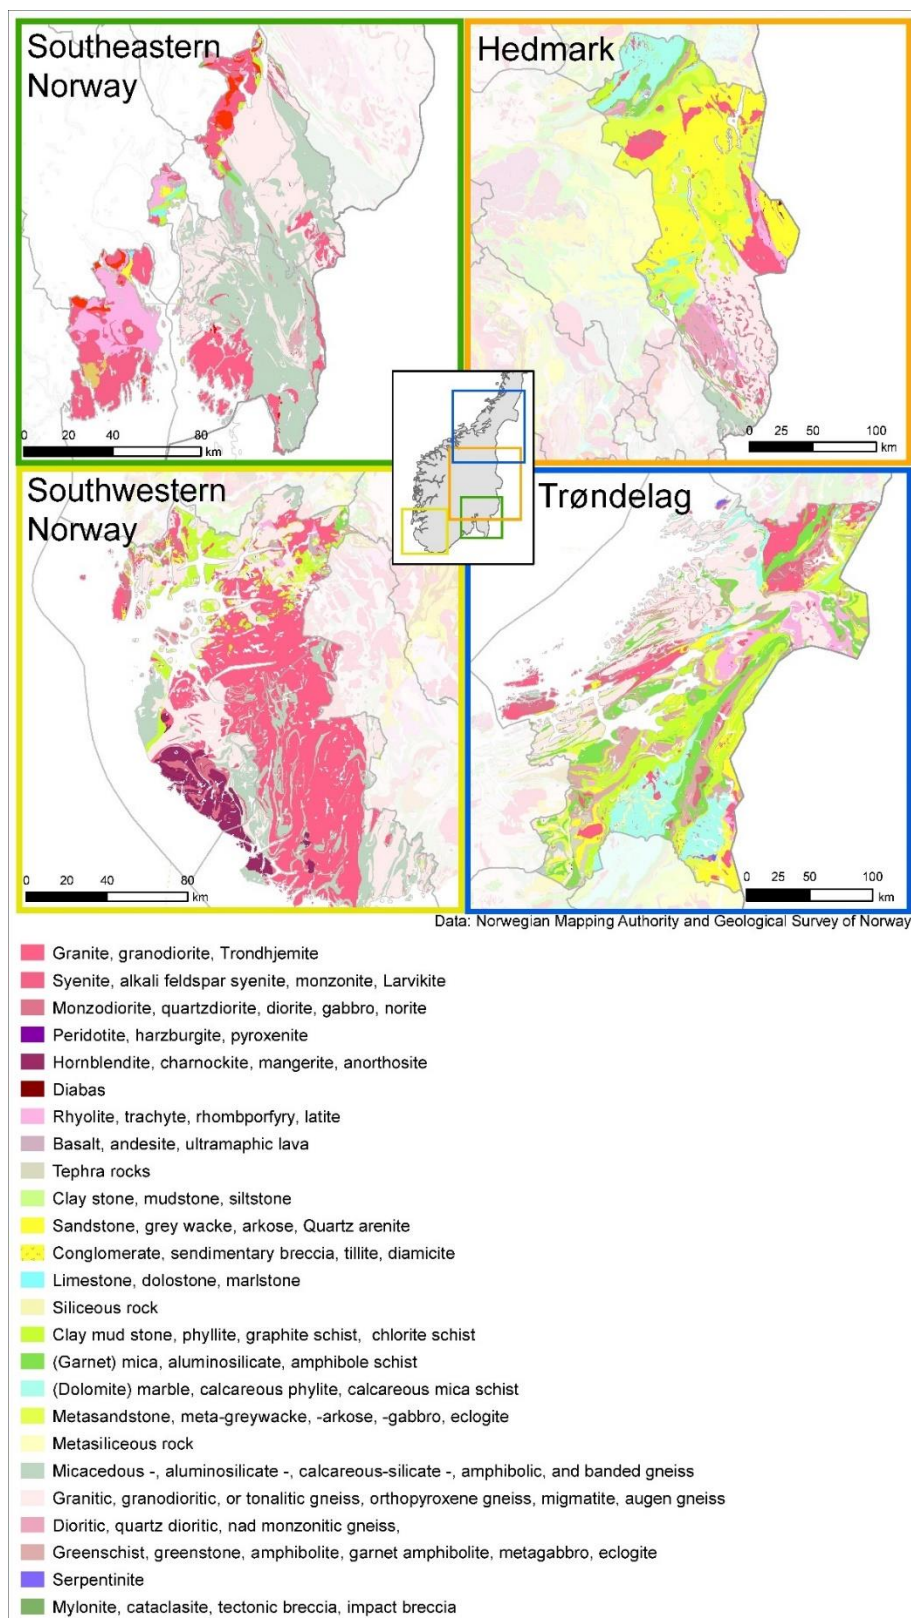 Southeastern
Norway
0 20 40 80
km
Hedmark
0 25 50 100
km
Southwestern
Norway
0 20 40 80
km
Trøndelag
0 25 50 100
km
Data: Norwegian Mapping Authority and Geological Survey of Norway
Granite, granodiorite, Trondhjemite
Syenite, alkali feldspar syenite, monzonite, Larvikite
Monzodiorite, quartzdiorite, diorite, gabbro, norite
Peridotite, harzburgite, pyroxenite
Hornblendite, charnockite, mangerite, anorthosite
Diabas
Rhyolite, trachyte, rhombporfyry, latite
Basalt, andesite, ultramaphic lava
Tephra rocks
Clay stone, mudstone, siltstone
Sandstone, grey wacke, arkose, Quartz arenite
Conglomerate, sendimentary breccia, tillite, diamicite
Limestone, dolostone, marlstone
Siliceous rock
Clay mud stone, phyllite, graphite schist, chlorite schist
(Garnet) mica, aluminosilicate, amphibole schist
(Dolomite) marble, calcareous phylite, calcareous mica schist
Metasandstone, meta-greywacke, -arkose, -gabbro, eclogite
Metasiliceous rock
Micacedous -, aluminosilicate -, calcareous-silicate -, amphibolic, and banded gneiss
Granitic, granodioritic, or tonalitic gneiss, orthopyroxene gneiss, migmatite, augen gneiss
Dioritic, quartz dioritic, nad monzonitic gneiss,
Greenschist, greenstone, amphibolite, garnet amphibolite, metagabbro, eclogite
Serpentinite
Mylonite, cataclasite, tectonic breccia, impact breccia